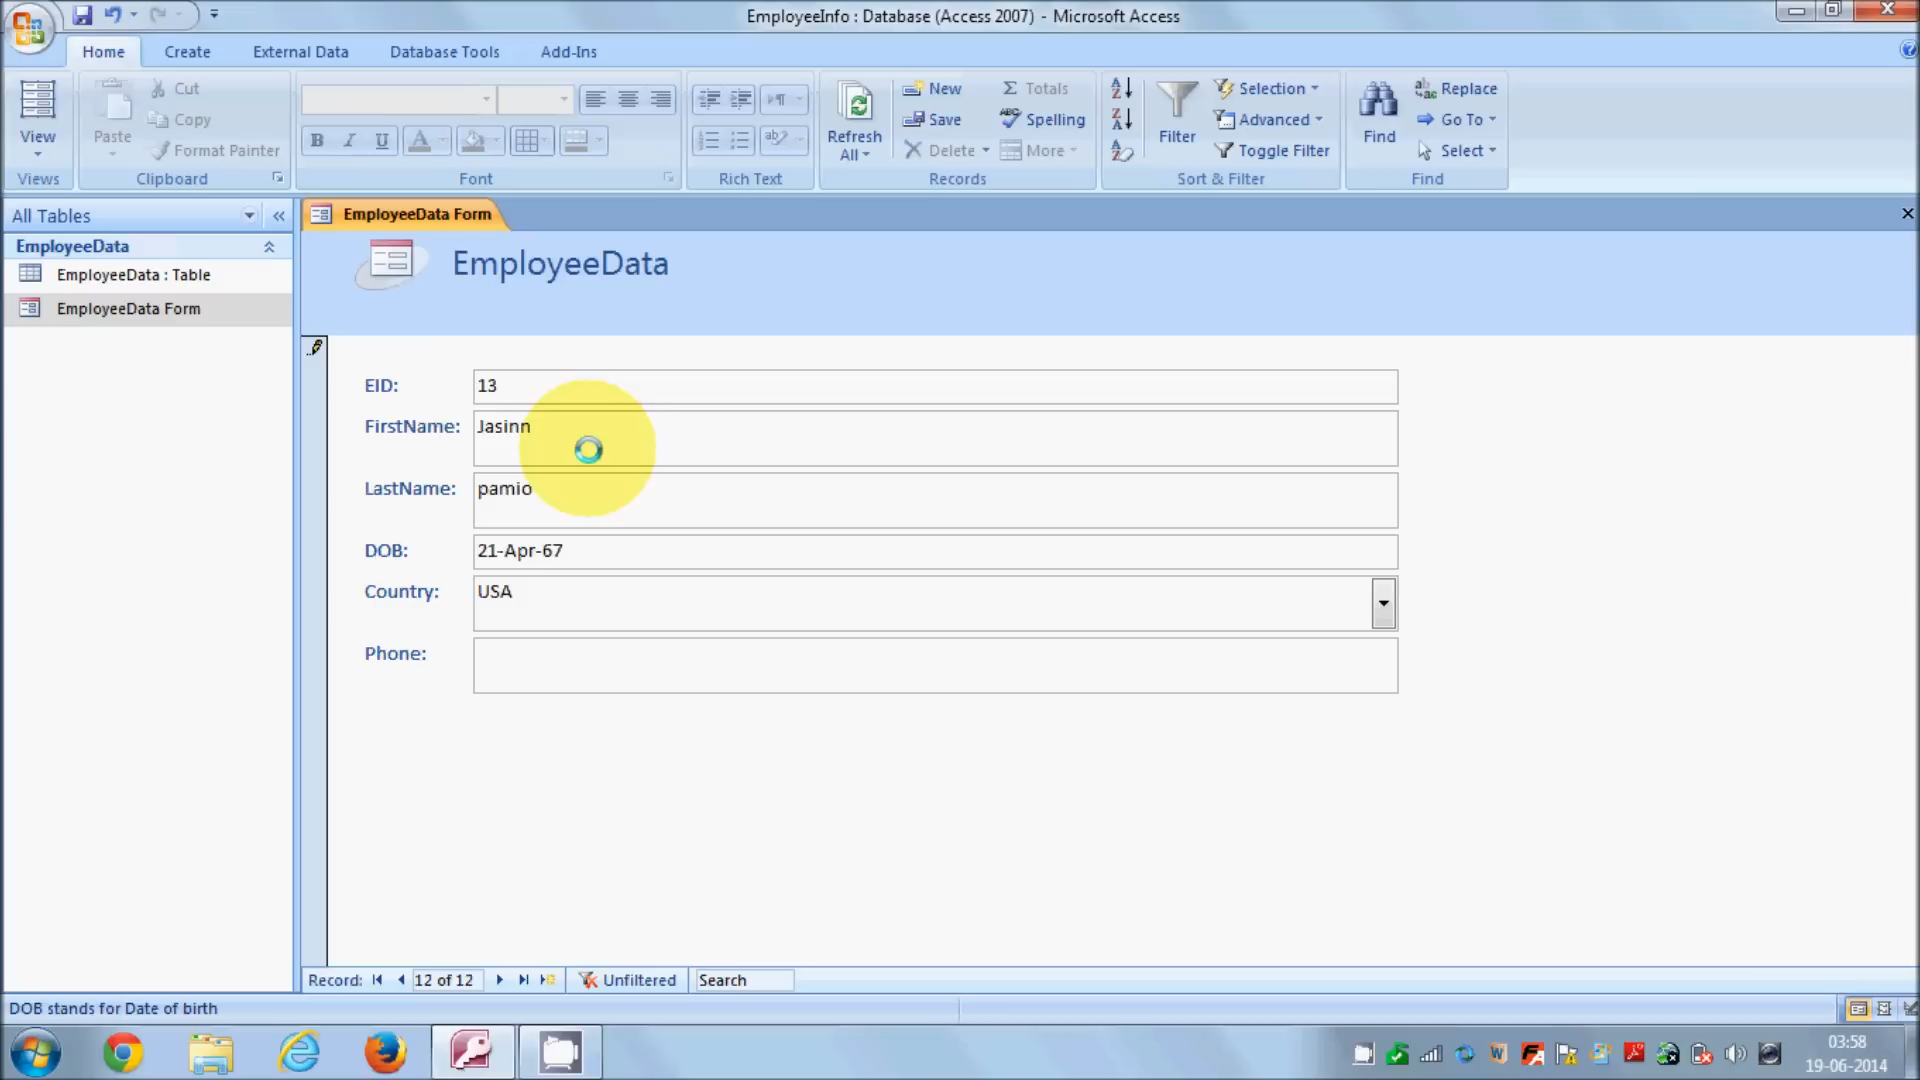 EmployeeInfo : Database (Access 2007) - Microsoft Access
Home Create External Data Database Tools Add-Ins
View
Views
Paste
Cut
Copy
Format Painter
Clipboard
B I U A
Font
Rich Text
Refresh All
New
Save
Delete
Totals
Spelling
More
Records
Filter
Selection
Advanced
Toggle Filter
Sort & Filter
Find
Replace
Go To
Select
Find
All Tables
EmployeeData
EmployeeData : Table
EmployeeData Form
EmployeeData Form
EmployeeData
EID: 13
FirstName: Jasinn
LastName: pamio
DOB: 21-Apr-67
Country: USA
Phone:
Record: 12 of 12 Unfiltered Search
DOB stands for Date of birth
03:58
19-06-2014